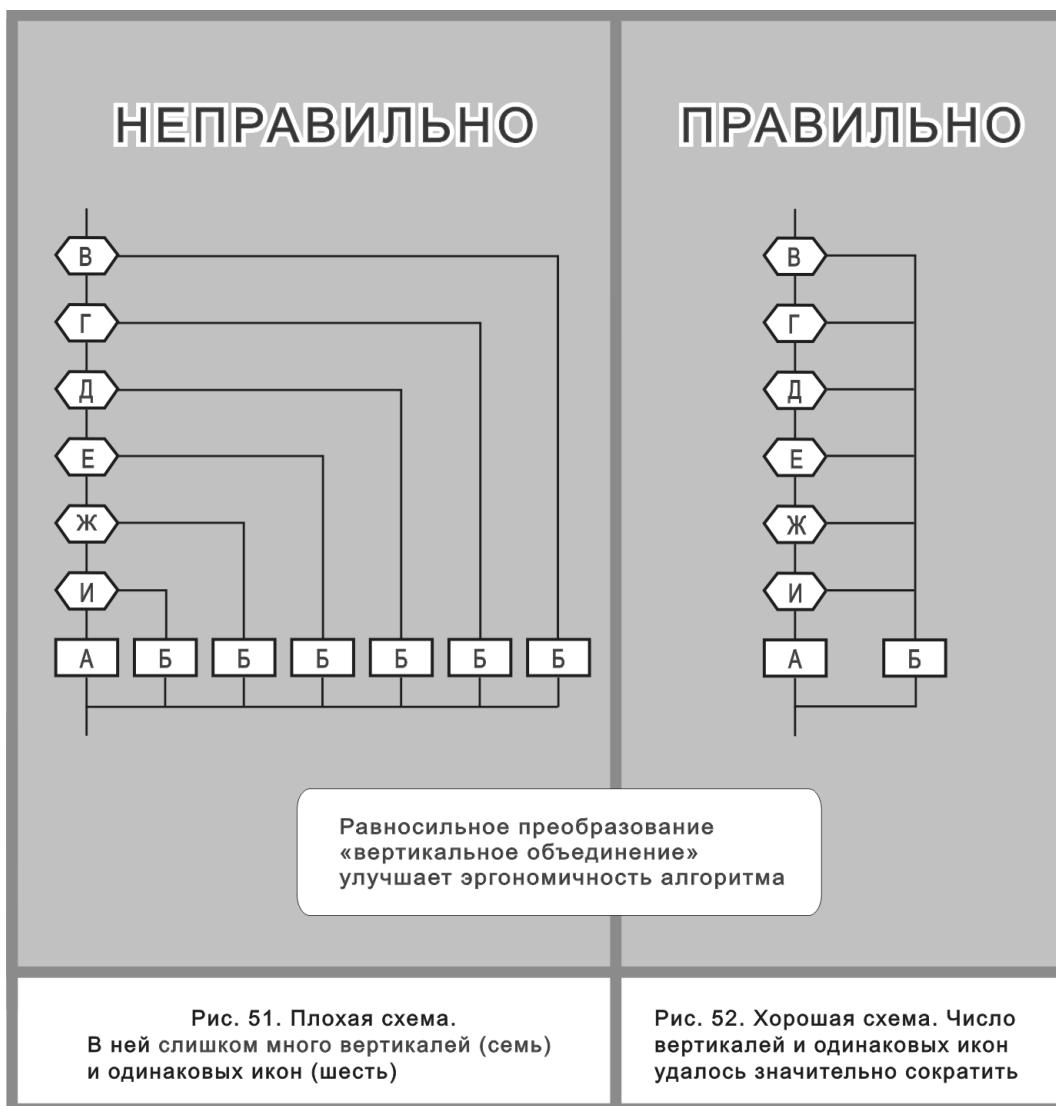 НЕПРАВИЛЬНО
В
Г
Д
Е
Ж
И
А Б Б Б Б Б Б
ПРАВИЛЬНО
В
Г
Д
Е
Ж
И
А Б
Равносильное преобразование
«вертикальное объединение»
улучшает эргономичность алгоритма
Рис. 51. Плохая схема.
В ней слишком много вертикалей (семь)
и одинаковых икон (шесть)
Рис. 52. Хорошая схема. Число
вертикалей и одинаковых икон
удалось значительно сократить